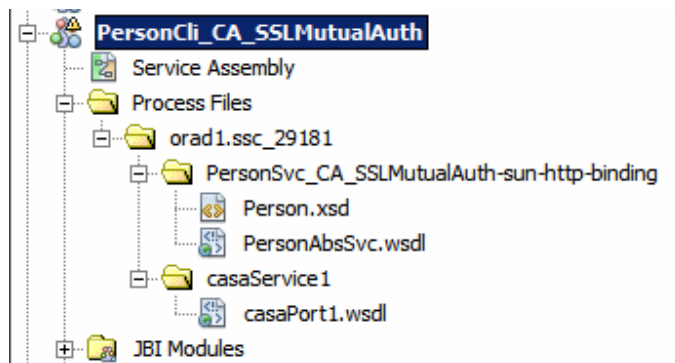 PersonCli_CA_SSLMutualAuth
Service Assembly
Process Files
orad1.ssc_29181
PersonSvc_CA_SSLMutualAuth-sun-http-binding
Person.xsd
PersonAbsSvc.wsdl
casaService1
casaPort1.wsdl
JBI Modules